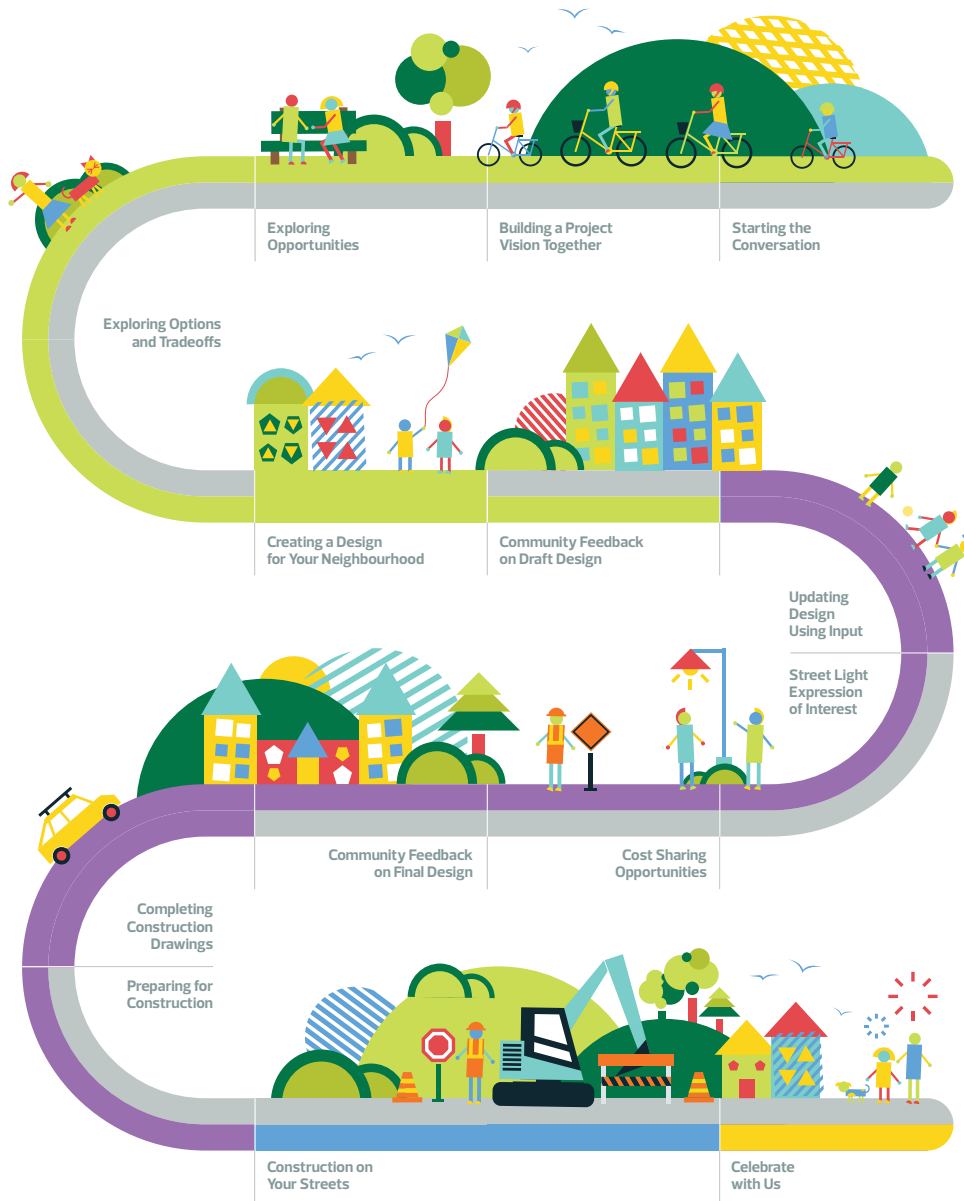 Exploring
Opportunities
Building a Project
Vision Together
Starting the
Conversation
Exploring Options
and Tradeoffs
Creating a Design
for Your Neighbourhood
Community Feedback
on Draft Design
Updating
Design
Using Input
Street Light
Expression
of Interest
Community Feedback
on Final Design
Cost Sharing
Opportunities
Completing
Construction
Drawings
Preparing for
Construction
Construction on
Your Streets
Celebrate
with Us